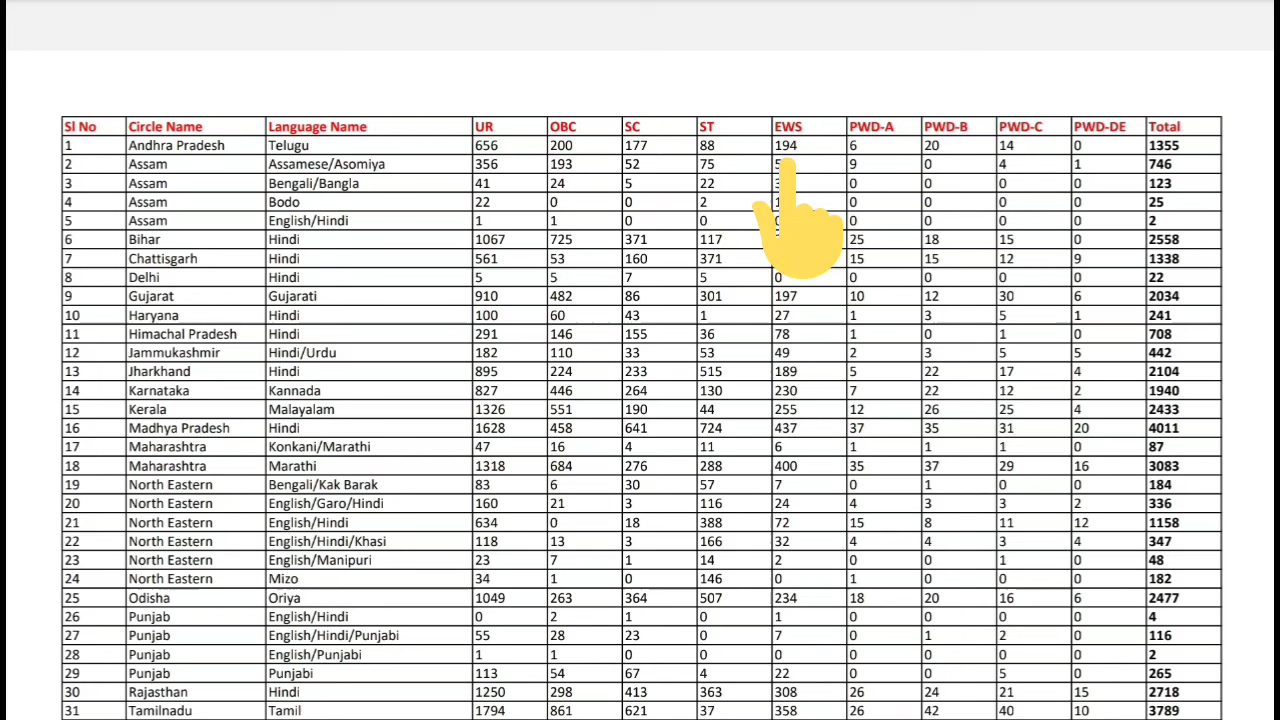 Sl No Circle Name Language Name UR OBC SC ST EWS PWD-A PWD-B PWD-C PWD-DE Total
1 Andhra Pradesh Telugu 656 200 177 88 194 6 20 14 0 1355
2 Assam Assamese/Asomiya 356 193 52 75 9 0 4 1 746
3 Assam Bengali/Bangla 41 24 5 22 0 0 0 0 123
4 Assam Bodo 22 0 0 2 0 0 0 0 25
5 Assam English/Hindi 1 1 0 0 0 0 0 0 2
6 Bihar Hindi 1067 725 371 117 25 18 15 0 2558
7 Chattisgarh Hindi 561 53 160 371 15 15 12 9 1338
8 Delhi Hindi 5 5 7 5 0 0 0 0 0 22
9 Gujarat Gujarati 910 482 86 301 197 10 12 30 6 2034
10 Haryana Hindi 100 60 43 1 27 1 3 5 1 241
11 Himachal Pradesh Hindi 291 146 155 36 78 1 0 1 0 708
12 Jammukashmir Hindi/Urdu 182 110 33 53 49 2 3 5 5 442
13 Jharkhand Hindi 895 224 233 515 189 5 22 17 4 2104
14 Karnataka Kannada 827 446 264 130 230 7 22 12 2 1940
15 Kerala Malayalam 1326 551 190 44 255 12 26 25 4 2433
16 Madhya Pradesh Hindi 1628 458 641 724 437 37 35 31 20 4011
17 Maharashtra Konkani/Marathi 47 16 4 11 6 1 1 1 0 87
18 Maharashtra Marathi 1318 684 276 288 400 35 37 29 16 3083
19 North Eastern Bengali/Kak Barak 83 6 30 57 7 0 1 0 0 184
20 North Eastern English/Garo/Hindi 160 21 3 116 24 4 3 3 2 336
21 North Eastern English/Hindi 634 0 18 388 72 15 8 11 12 1158
22 North Eastern English/Hindi/Khasi 118 13 3 166 32 4 4 3 4 347
23 North Eastern English/Manipuri 23 7 1 14 2 0 0 1 0 48
24 North Eastern Mizo 34 1 0 146 0 1 0 0 0 182
25 Odisha Oriya 1049 263 364 507 234 18 20 16 6 2477
26 Punjab English/Hindi 0 2 1 0 1 0 0 0 0 4
27 Punjab English/Hindi/Punjabi 55 28 23 0 7 0 1 2 0 116
28 Punjab English/Punjabi 1 1 0 0 0 0 0 0 0 2
29 Punjab Punjabi 113 54 67 4 22 0 0 5 0 265
30 Rajasthan Hindi 1250 298 413 363 308 26 24 21 15 2718
31 Tamilnadu Tamil 1794 861 621 37 358 26 42 40 10 3789